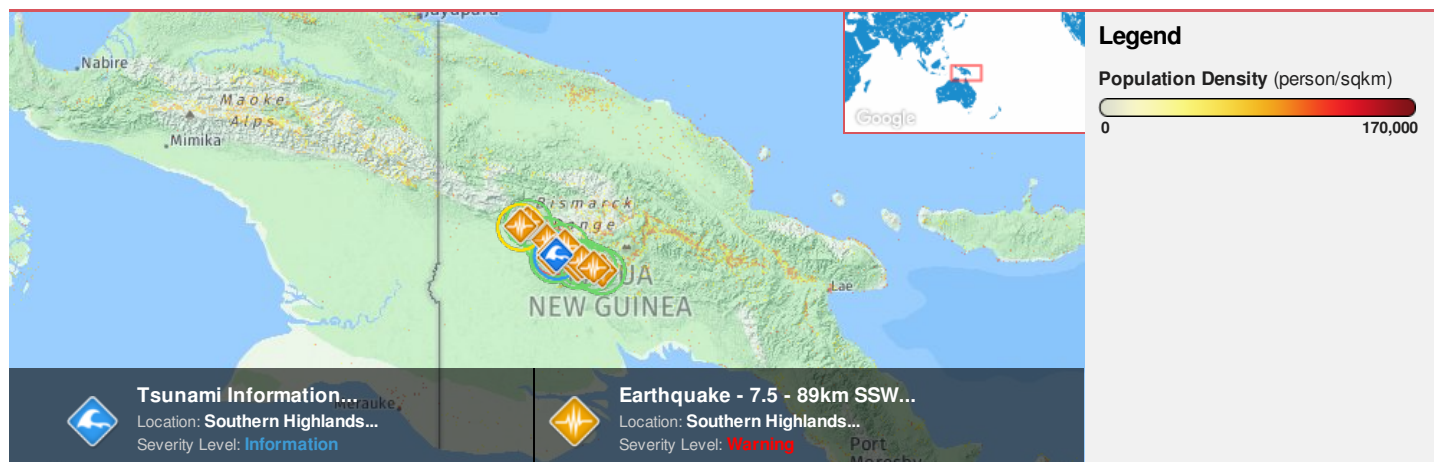 Jayapura
Nabire
Maoke
Alps
Mimika
Google
Bismarck
Range
NEW GUINEA
Lae
Merauke
Port
Moresby
Tsunami Information...
Location: Southern Highlands...
Severity Level: Information
Earthquake - 7.5 - 89km SSW...
Location: Southern Highlands...
Severity Level: Warning
Legend
Population Density (person/sqkm)
0
170,000